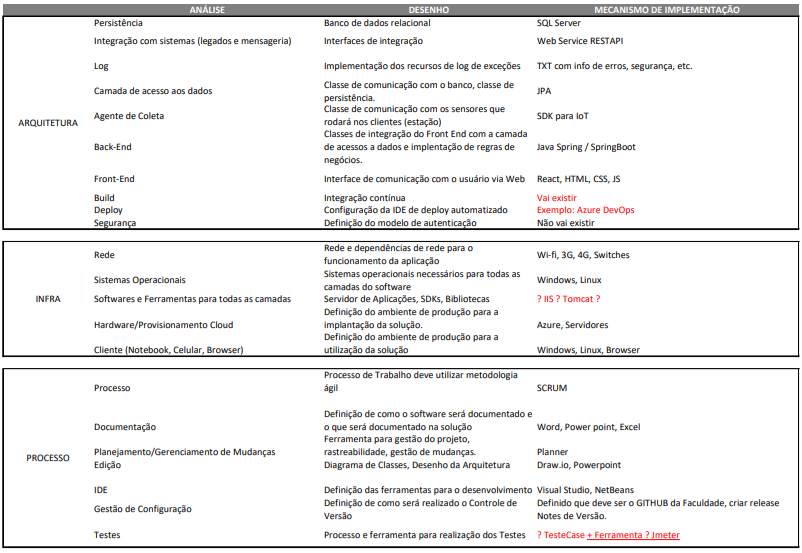 ANÁLISE DESENHO MECANISMO DE IMPLEMENTAÇÃO
ARQUITETURA
Persistência Banco de dados relacional SQL Server
Integração com sistemas (legados e mensageria) Interfaces de integração Web Service RESTAPI
Log Implementação dos recursos de log de exceções TXT com info de erros, segurança, etc.
Camada de acesso aos dados Classe de comunicação com o banco, classe de
persistência. JPA
Agente de Coleta Classe de comunicação com os sensores que
rodará nos clientes (estação) SDK para IoT
Back-End Classes de integração do Front End com a camada
de acessos a dados e implentação de regras de
negócios. Java Spring / SpringBoot
Front-End Interface de comunicação com o usuário via Web React, HTML, CSS, JS
Build Integração contínua Vai existir
Deploy Configuração da IDE de deploy automatizado Exemplo: Azure DevOps
Segurança Definição do modelo de autenticação Não vai existir
INFRA
Rede Rede e dependências de rede para o
funcionamento da aplicação Wi-fi, 3G, 4G, Switches
Sistemas Operacionais Sistemas operacionais necessários para todas as
camadas do software Windows, Linux
Softwares e Ferramentas para todas as camadas Servidor de Aplicações, SDKs, Bibliotecas ? IIS ? Tomcat ?
Hardware/Provisionamento Cloud Definição do ambiente de produção para a
implantação da solução. Azure, Servidores
Cliente (Notebook, Celular, Browser) Definição do ambiente de produção para a
utilização da solução Windows, Linux, Browser
PROCESSO
Processo Processo de Trabalho deve utilizar metodologia
ágil SCRUM
Documentação Definição de como o software será documentado e
o que será documentado na solução Word, Power point, Excel
Planejamento/Gerenciamento de Mudanças Ferramenta para gestão do projeto,
rastreabilidade, gestão de mudanças. Planner
Edição Diagrama de Classes, Desenho da Arquitetura Draw.io, Powerpoint
IDE Definição das ferramentas para o desenvolvimento Visual Studio, NetBeans
Gestão de Configuração Definição de como será realizado o Controle de
Versão Definido que deve ser o GITHUB da Faculdade, criar release
Notes de Versão.
Testes Processo e ferramenta para realização dos Testes ? TesteCase + Ferramenta ? Jmeter